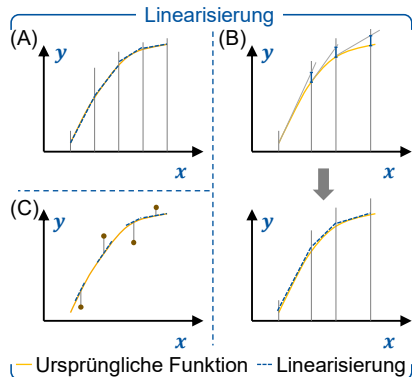 Linearisierung
(A)
y
x
(B)
y
x
(C)
y
x
y
x
Ursprüngliche Funktion
Linearisierung